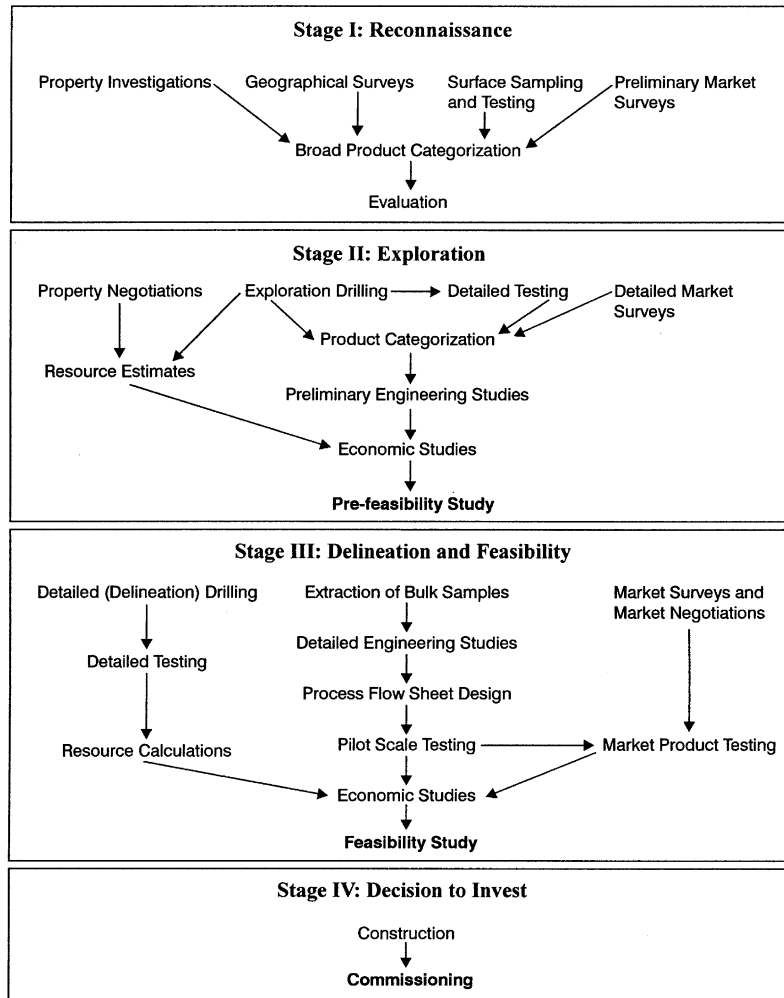 Stage I: Reconnaissance
Property Investigations
Geographical Surveys
Surface Sampling
and Testing
Preliminary Market
Surveys
Broad Product Categorization
Evaluation
Stage II: Exploration
Property Negotiations
Exploration Drilling
Detailed Testing
Detailed Market
Surveys
Product Categorization
Resource Estimates
Preliminary Engineering Studies
Economic Studies
Pre-feasibility Study
Stage III: Delineation and Feasibility
Detailed (Delineation) Drilling
Extraction of Bulk Samples
Market Surveys and
Market Negotiations
Detailed Engineering Studies
Detailed Testing
Process Flow Sheet Design
Resource Calculations
Pilot Scale Testing
Market Product Testing
Economic Studies
Feasibility Study
Stage IV: Decision to Invest
Construction
Commissioning